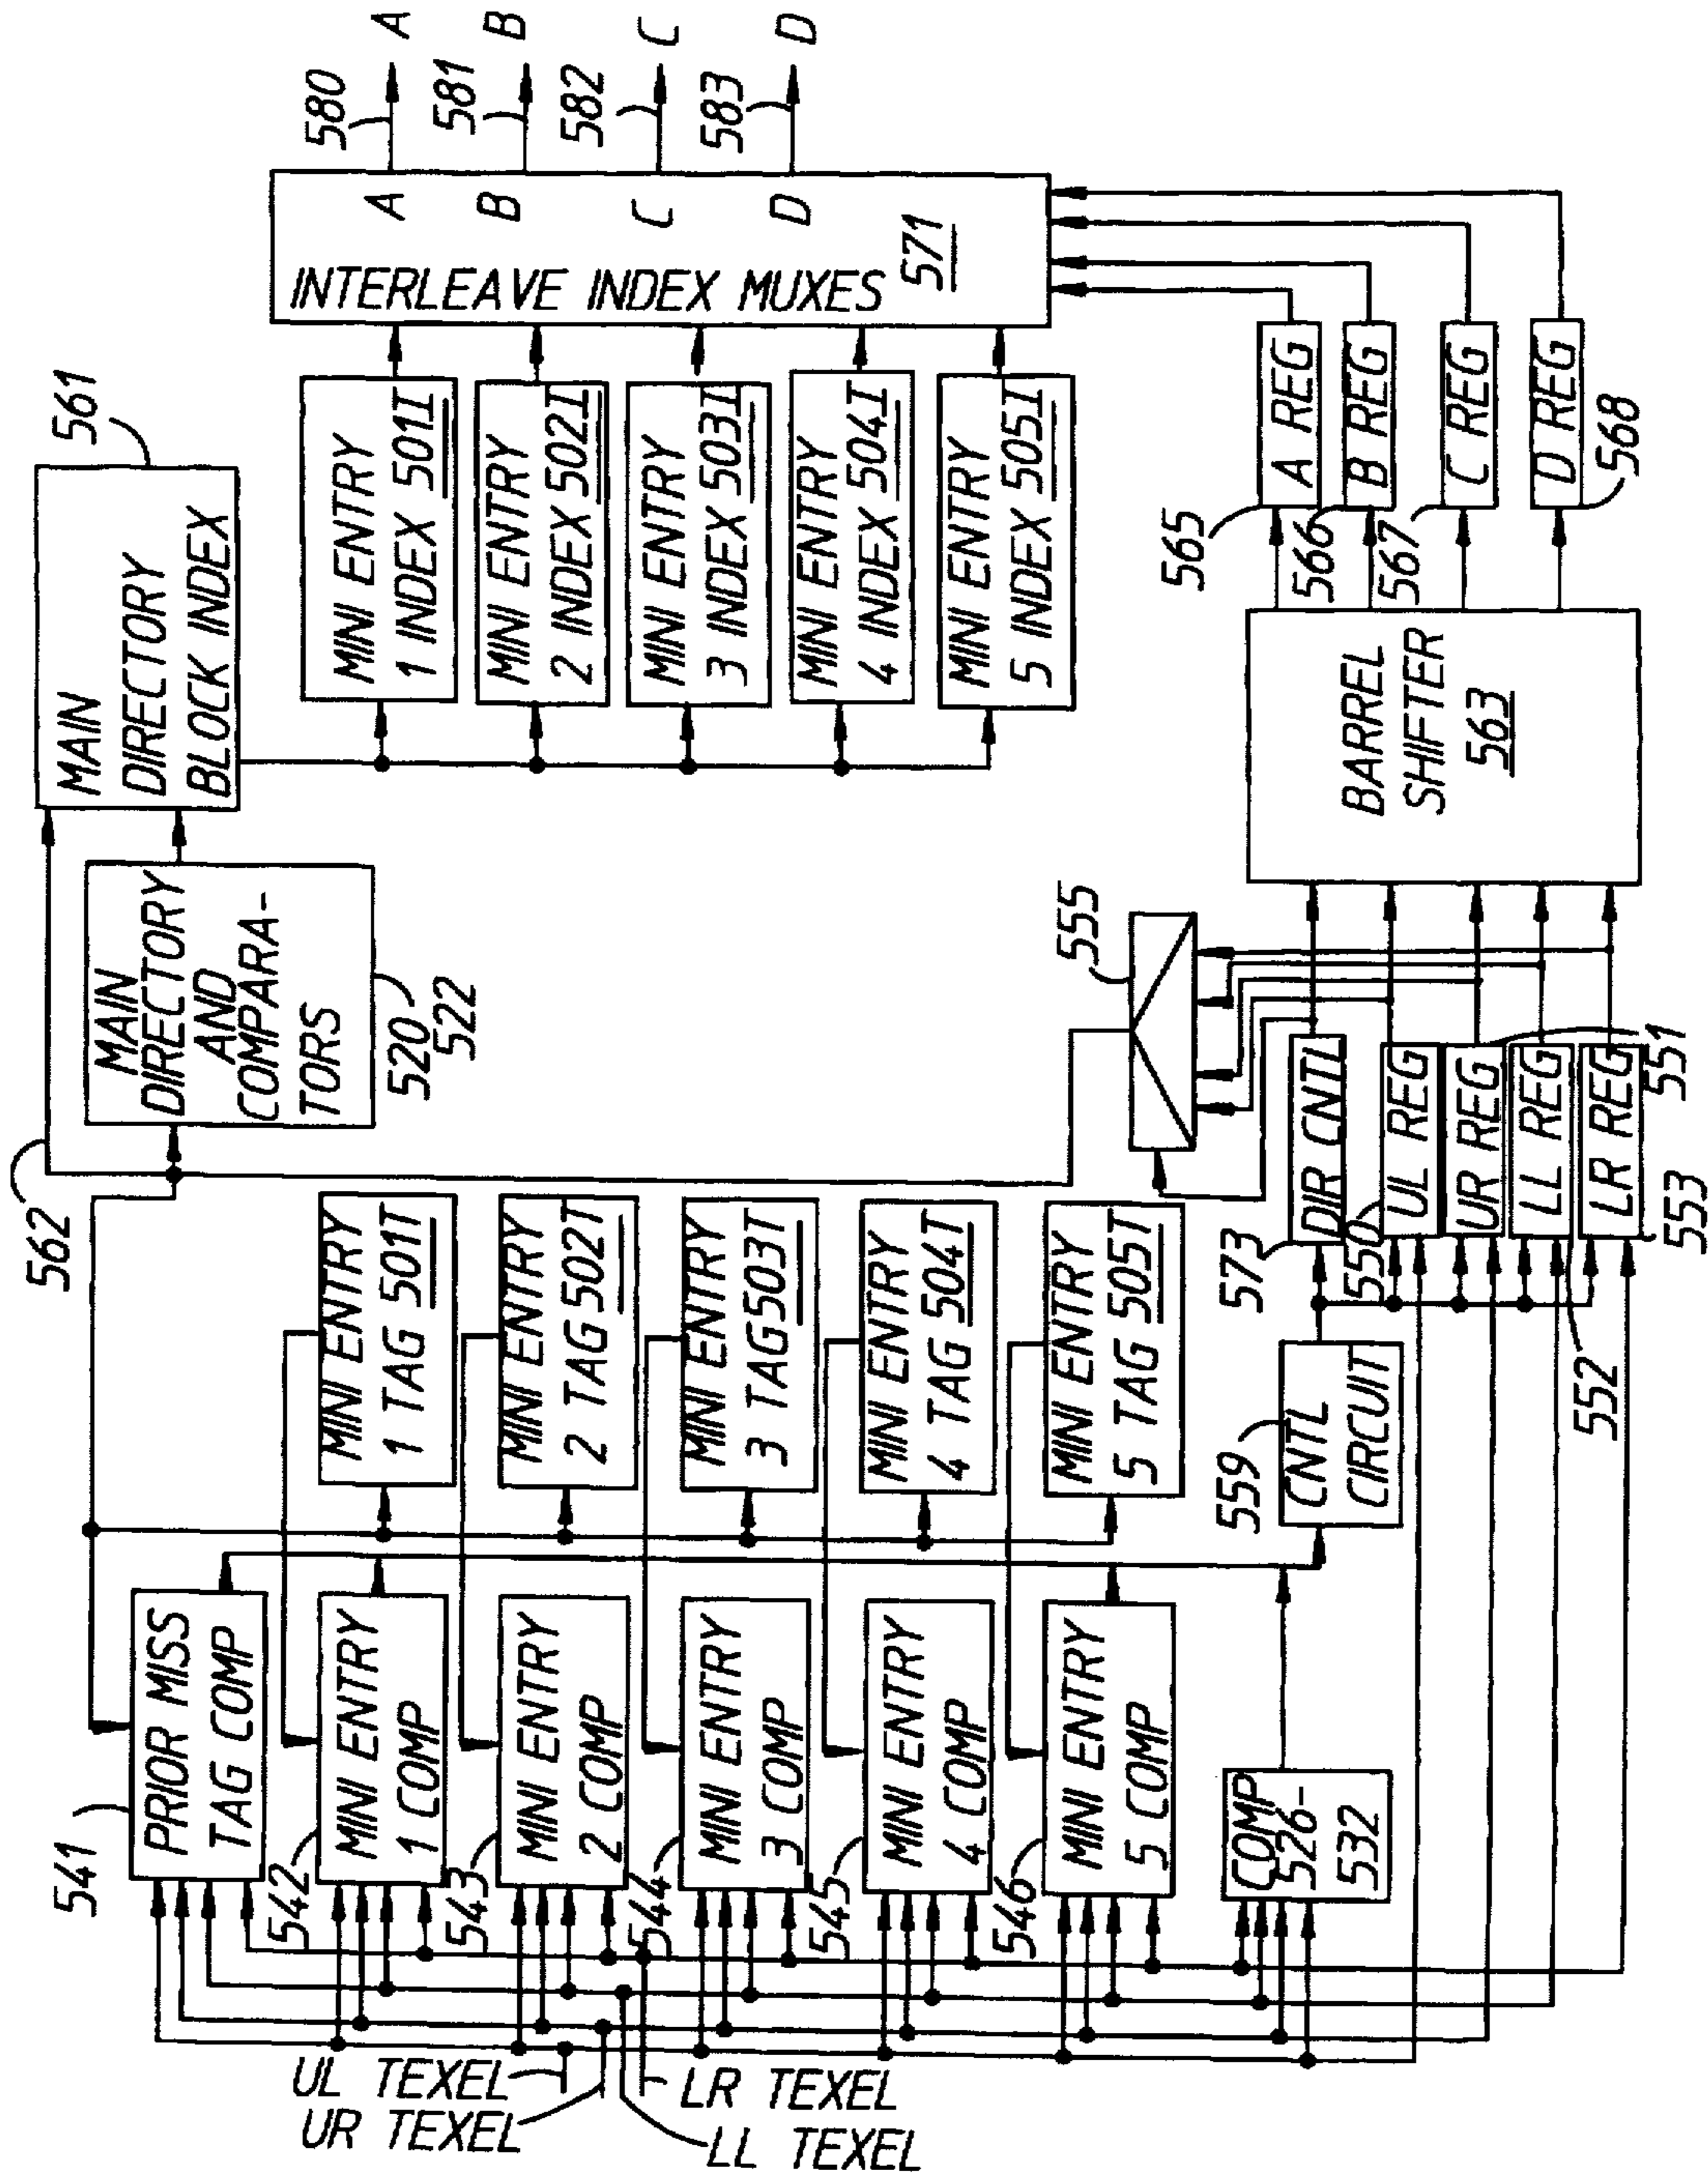 541
PRIOR MISS
TAG COMP
542
MINI ENTRY
1 COMP
543
MINI ENTRY
2 COMP
544
MINI ENTRY
3 COMP
545
MINI ENTRY
4 COMP
546
MINI ENTRY
5 COMP
COMP
526-
532
UL TEXEL
UR TEXEL
LR TEXEL
LL TEXEL
562
MINI ENTRY
1 TAG 501T
MINI ENTRY
2 TAG 502T
MINI ENTRY
3 TAG 503T
MINI ENTRY
4 TAG 504T
MINI ENTRY
5 TAG 505T
559
CNTL
CIRCUIT
MAIN
DIRECTORY
AND
COMPARA-
TORS
520
522
555
573
DIR CNTL
550
UL REG
UR REG
551
LL REG
552
LR REG
553
561
MAIN
DIRECTORY
BLOCK INDEX
MINI ENTRY
1 INDEX 501I
MINI ENTRY
2 INDEX 502I
MINI ENTRY
3 INDEX 503I
MINI ENTRY
4 INDEX 504I
MINI ENTRY
5 INDEX 505I
BARREL
SHIFTER
563
565
A REG
566
B REG
567
C REG
D REG
568
INTERLEAVE INDEX MUXES
571
A
B
C
D
580
A
581
B
582
C
583
D